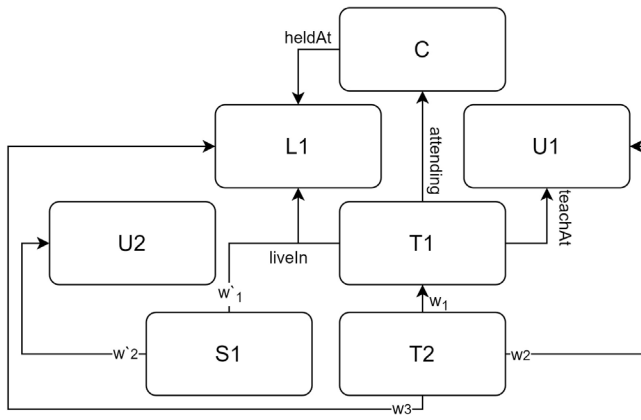 heldAt
C
L1
attending
U1
teachAt
U2
liveIn
T1
w`1
w1
w`2
S1
T2
w2
w3